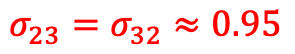 σ₂₃ = σ₃₂ ≈ 0.95